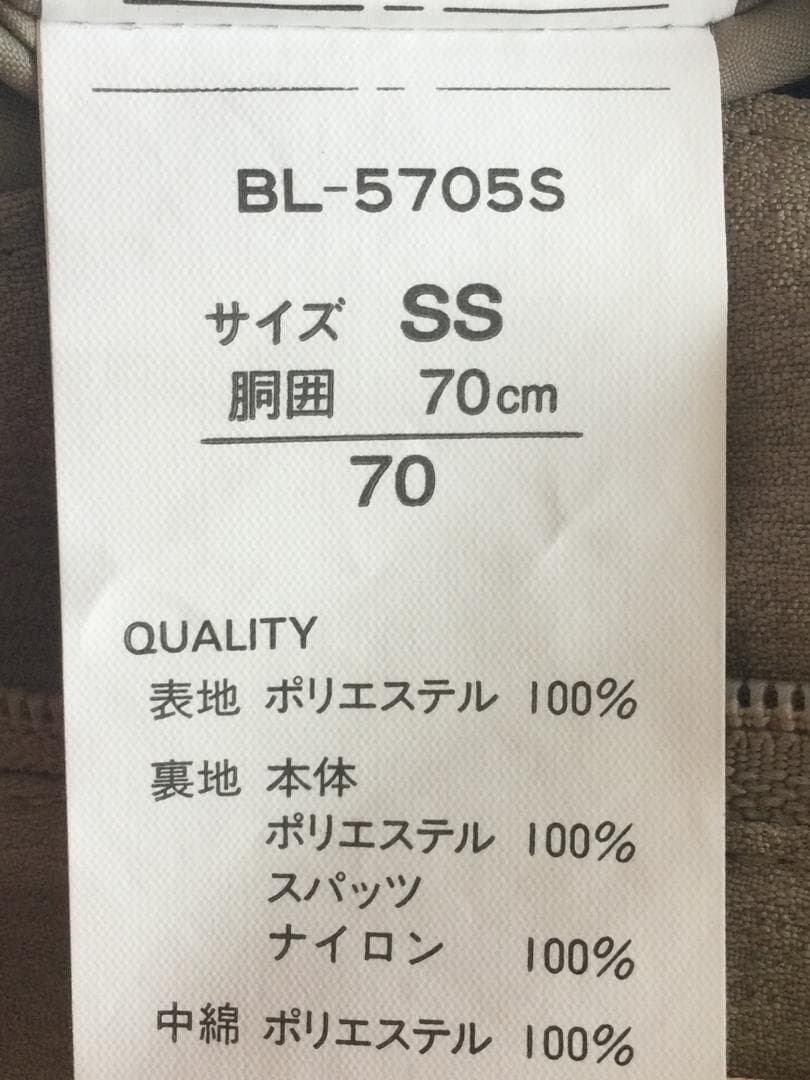 BL-5705S
サイズ SS
胴囲 70cm
70
QUALITY
表地 ポリエステル 100%
裏地 本体
ポリエステル 100%
スパッツ
ナイロン 100%
中綿 ポリエステル 100%